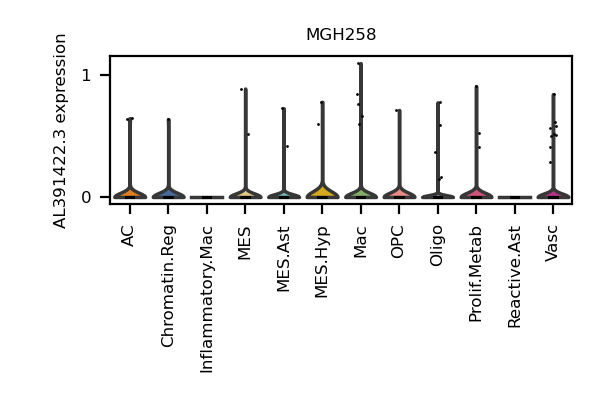 MGH258
AL391422.3 expression
1
0
AC
Chromatin.Reg
Inflammatory.Mac
MES
MES.Ast
MES.Hyp
Mac
OPC
Oligo
Prolif.Metab
Reactive.Ast
Vasc